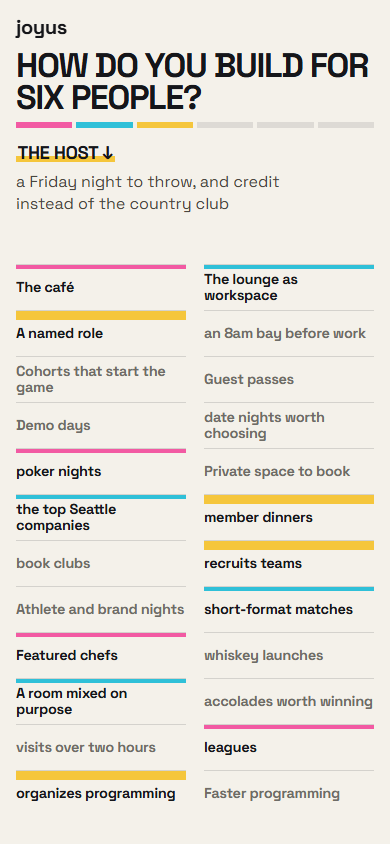 joyus
HOW DO YOU BUILD FOR
SIX PEOPLE?
THE HOST ↓
a Friday night to throw, and credit
instead of the country club
The café
A named role
Cohorts that start the
game
Demo days
poker nights
the top Seattle
companies
book clubs
Athlete and brand nights
Featured chefs
A room mixed on
purpose
visits over two hours
organizes programming
The lounge as
workspace
an 8am bay before work
Guest passes
date nights worth
choosing
Private space to book
member dinners
recruits teams
short-format matches
whiskey launches
accolades worth winning
leagues
Faster programming